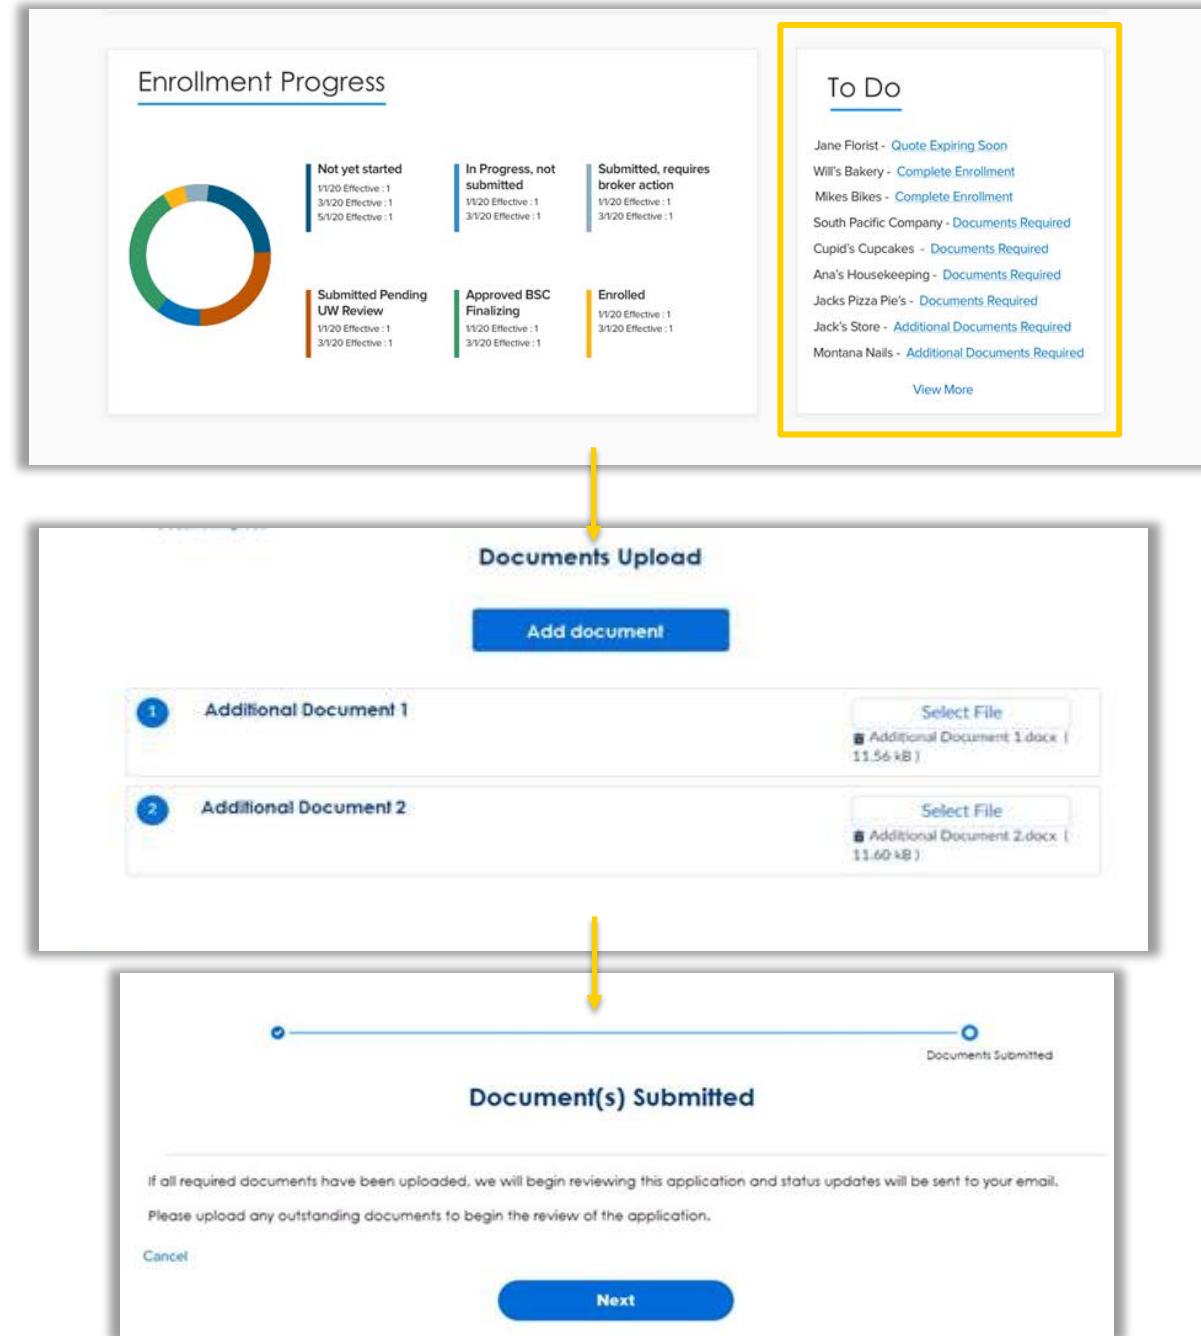 Enrollment Progress
Not yet started
1/1/20 Effective : 1
3/1/20 Effective : 1
5/1/20 Effective : 1
In Progress, not
submitted
1/1/20 Effective : 1
3/1/20 Effective : 1
Submitted, requires
broker action
1/1/20 Effective : 1
3/1/20 Effective : 1
Submitted Pending
UW Review
1/1/20 Effective : 1
3/1/20 Effective : 1
Approved BSC
Finalizing
1/1/20 Effective : 1
3/1/20 Effective : 1
Enrolled
1/1/20 Effective : 1
3/1/20 Effective : 1
To Do
Jane Florist - Quote Expiring Soon
Will's Bakery - Complete Enrollment
Mikes Bikes - Complete Enrollment
South Pacific Company - Documents Required
Cupid's Cupcakes - Documents Required
Ana's Housekeeping - Documents Required
Jacks Pizza Pie's - Documents Required
Jack's Store - Additional Documents Required
Montana Nails - Additional Documents Required
View More
Documents Upload
Add document
1 Additional Document 1
Select File
Additional Document 1.docx (
11.56 kB )
2 Additional Document 2
Select File
Additional Document 2.docx (
11.60 kB )
Documents Submitted
Document(s) Submitted
If all required documents have been uploaded, we will begin reviewing this application and status updates will be sent to your email.
Please upload any outstanding documents to begin the review of the application.
Cancel
Next